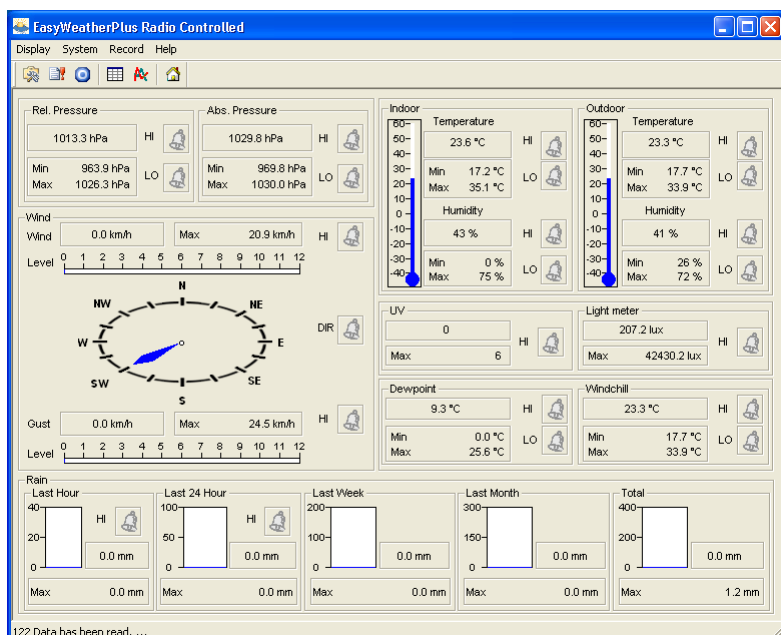 EasyWeatherPlus Radio Controlled
Display System Record Help
Rel. Pressure
1013.3 hPa HI
Min 963.9 hPa
Max 1026.3 hPa
LO
Abs. Pressure
1029.8 hPa HI
Min 969.8 hPa
Max 1030.0 hPa
LO
Wind
Wind 0.0 km/h Max 20.9 km/h HI
Level 0 1 2 3 4 5 6 7 8 9 10 11 12
N
NW NE
W E
SW SE
S
DIR
Gust 0.0 km/h Max 24.5 km/h HI
Level 0 1 2 3 4 5 6 7 8 9 10 11 12
Indoor
60
50
40
30
20
10
0
-10
-20
-30
-40
Temperature
23.6 °C HI
Min 17.2 °C
Max 35.1 °C
LO
Humidity
43 % HI
Min 0 %
Max 75 %
LO
Outdoor
60
50
40
30
20
10
0
-10
-20
-30
-40
Temperature
23.3 °C HI
Min 17.7 °C
Max 33.9 °C
LO
Humidity
41 % HI
Min 26 %
Max 72 %
LO
UV
0
Max 6
HI
Light meter
207.2 lux
Max 42430.2 lux
HI
Dewpoint
9.3 °C HI
Min 0.0 °C
Max 25.6 °C
LO
Windchill
23.3 °C HI
Min 17.7 °C
Max 33.9 °C
LO
Rain
Last Hour
40
20
0
HI
0.0 mm
Max 0.0 mm
Last 24 Hour
100
50
0
HI
0.0 mm
Max 0.0 mm
Last Week
200
100
0
0.0 mm
Max 0.0 mm
Last Month
300
150
0
0.0 mm
Max 0.0 mm
Total
400
200
0
0.0 mm
Max 1.2 mm
122 Data has been read. ...